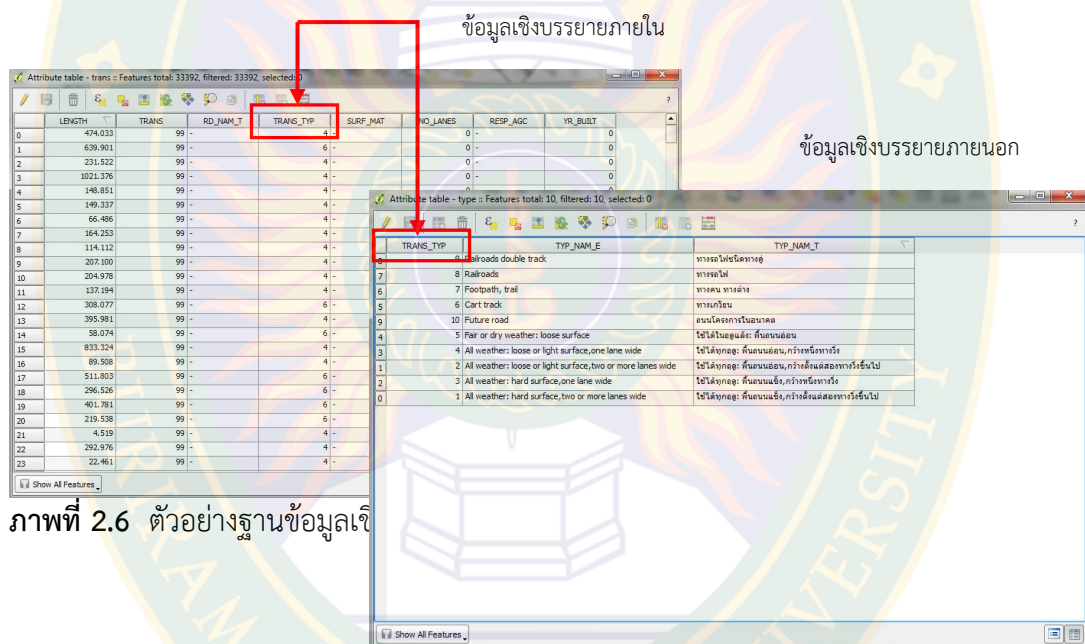 ข้อมูลเชิงบรรยายภายใน
Attribute table - trans :: Features total: 33392, filtered: 33392, selected: 0
LENGTH TRANS RD_NAM_T TRANS_TYP SURF_MAT NO_LANES RESP_AGC YR_BUILT
0 474.033 99 - 4 - 0 - 0
1 639.901 99 - 6 - 0 - 0
2 231.522 99 - 4 - 0 - 0
3 1021.376 99 - 4 - 0 - 0
4 148.851 99 - 4 -
5 149.337 99 - 4 -
6 66.486 99 - 4 -
7 164.253 99 - 4 -
8 114.112 99 - 4 -
9 207.100 99 - 4 -
10 204.978 99 - 4 -
11 137.194 99 - 4 -
12 308.077 99 - 6 -
13 395.981 99 - 4 -
14 58.074 99 - 6 -
15 833.324 99 - 4 -
16 89.508 99 - 4 -
17 511.803 99 - 6 -
18 296.526 99 - 6 -
19 401.781 99 - 6 -
20 219.538 99 - 6 -
21 4.519 99 - 4 -
22 292.976 99 - 4 -
23 22.461 99 - 4 -
Show All Features
ข้อมูลเชิงบรรยายภายนอก
Attribute table - type :: Features total: 10, filtered: 10, selected: 0
TRANS_TYP TYP_NAM_E TYP_NAM_T
9 Railroads double track ทางรถไฟชนิดทางคู่
7 8 Railroads ทางรถไฟ
6 7 Footpath, trail ทางคน ทางต่าง
5 6 Cart track ทางเกวียน
9 10 Future road ถนนโครงการในอนาคต
4 5 Fair or dry weather: loose surface ใช้ได้ในฤดูแล้ง: พื้นถนนอ่อน
3 4 All weather: loose or light surface,one lane wide ใช้ได้ทุกฤดู: พื้นถนนอ่อน,กว้างหนึ่งทางวิ่ง
1 2 All weather: loose or light surface,two or more lanes wide ใช้ได้ทุกฤดู: พื้นถนนอ่อน,กว้างตั้งแต่สองทางวิ่งขึ้นไป
2 3 All weather: hard surface,one lane wide ใช้ได้ทุกฤดู: พื้นถนนแข็ง,กว้างหนึ่งทางวิ่ง
0 1 All weather: hard surface,two or more lanes wide ใช้ได้ทุกฤดู: พื้นถนนแข็ง,กว้างตั้งแต่สองทางวิ่งขึ้นไป
Show All Features
ภาพที่ 2.6 ตัวอย่างฐานข้อมูลเชิ